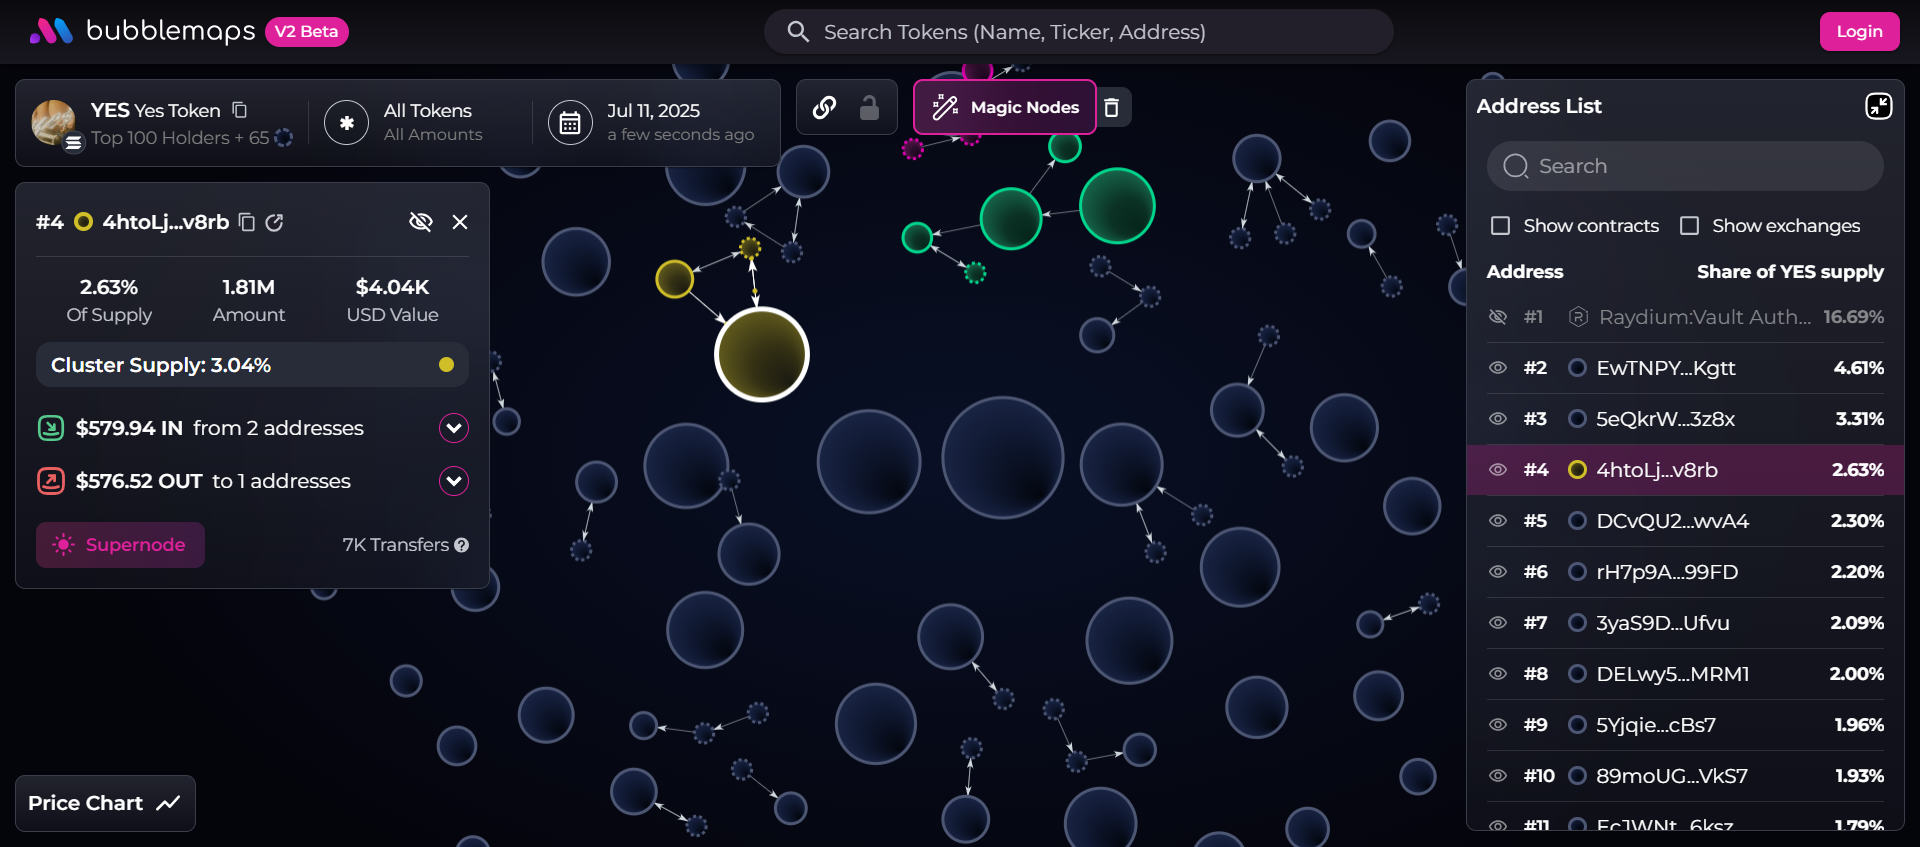 bubblemaps V2 Beta
Search Tokens (Name, Ticker, Address)
Login
YES Yes Token
Top 100 Holders + 65
All Tokens
All Amounts
Jul 11, 2025
a few seconds ago
Magic Nodes
#4 4htoLj...v8rb
2.63% 1.81M $4.04K
Of Supply Amount USD Value
Cluster Supply: 3.04%
$579.94 IN from 2 addresses
$576.52 OUT to 1 addresses
Supernode 7K Transfers ?
Price Chart
Address List
Search
Show contracts Show exchanges
Address Share of YES supply
#1 Raydium:Vault Auth... 16.69%
#2 EwTNPY...Kgtt 4.61%
#3 5eQkrW...3z8x 3.31%
#4 4htoLj...v8rb 2.63%
#5 DCvQU2...wvA4 2.30%
#6 rH7p9A...99FD 2.20%
#7 3yaS9D...Ufvu 2.09%
#8 DELwy5...MRM1 2.00%
#9 5Yjqie...cBs7 1.96%
#10 89moUG...VkS7 1.93%
#11 EcJWNt...6ksz 1.79%